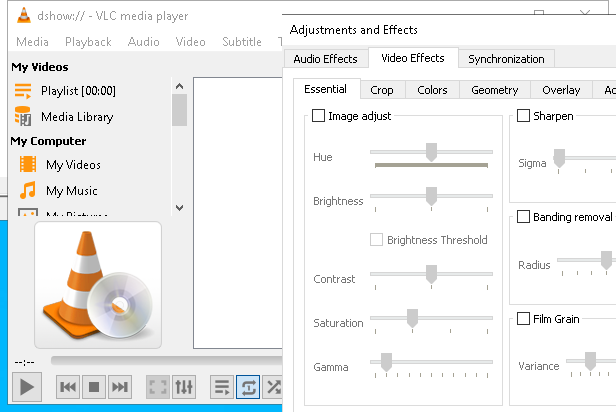 dshow:// - VLC media player
Media Playback Audio Video Subtitle
My Videos
Playlist [00:00]
Media Library
My Computer
My Videos
My Music
My Pictures
--:--
Adjustments and Effects
Audio Effects Video Effects Synchronization
Essential Crop Colors Geometry Overlay
Image adjust
Hue
Brightness
Brightness Threshold
Contrast
Saturation
Gamma
Sharpen
Sigma
Banding removal
Radius
Film Grain
Variance